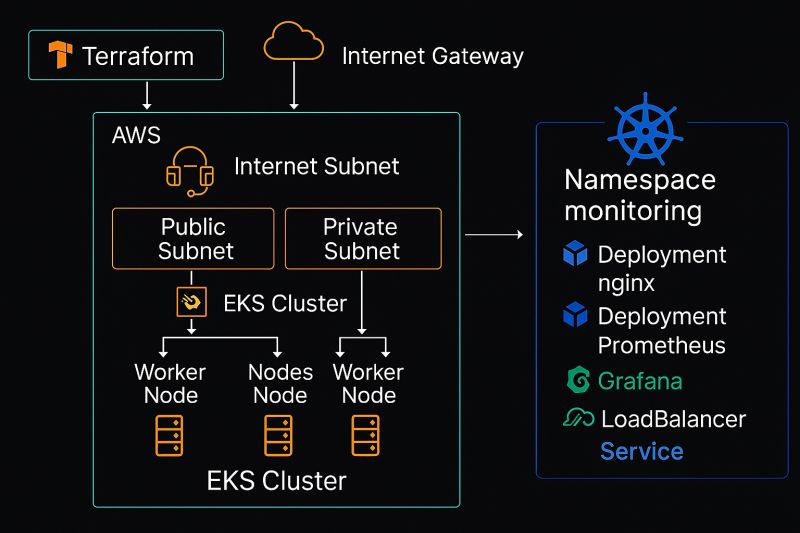 Terraform
Internet Gateway
AWS
Internet Subnet
Public
Subnet
Private
Subnet
EKS Cluster
Worker
Node
Nodes
Node
Worker
Node
EKS Cluster
Namespace
monitoring
Deployment
nginx
Deployment
Prometheus
Grafana
LoadBalancer
Service